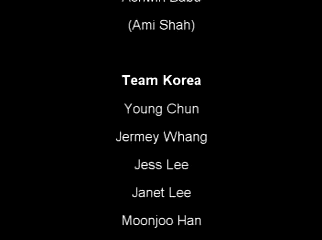 (Ami Shah)
Team Korea
Young Chun
Jermey Whang
Jess Lee
Janet Lee
Moonjoo Han